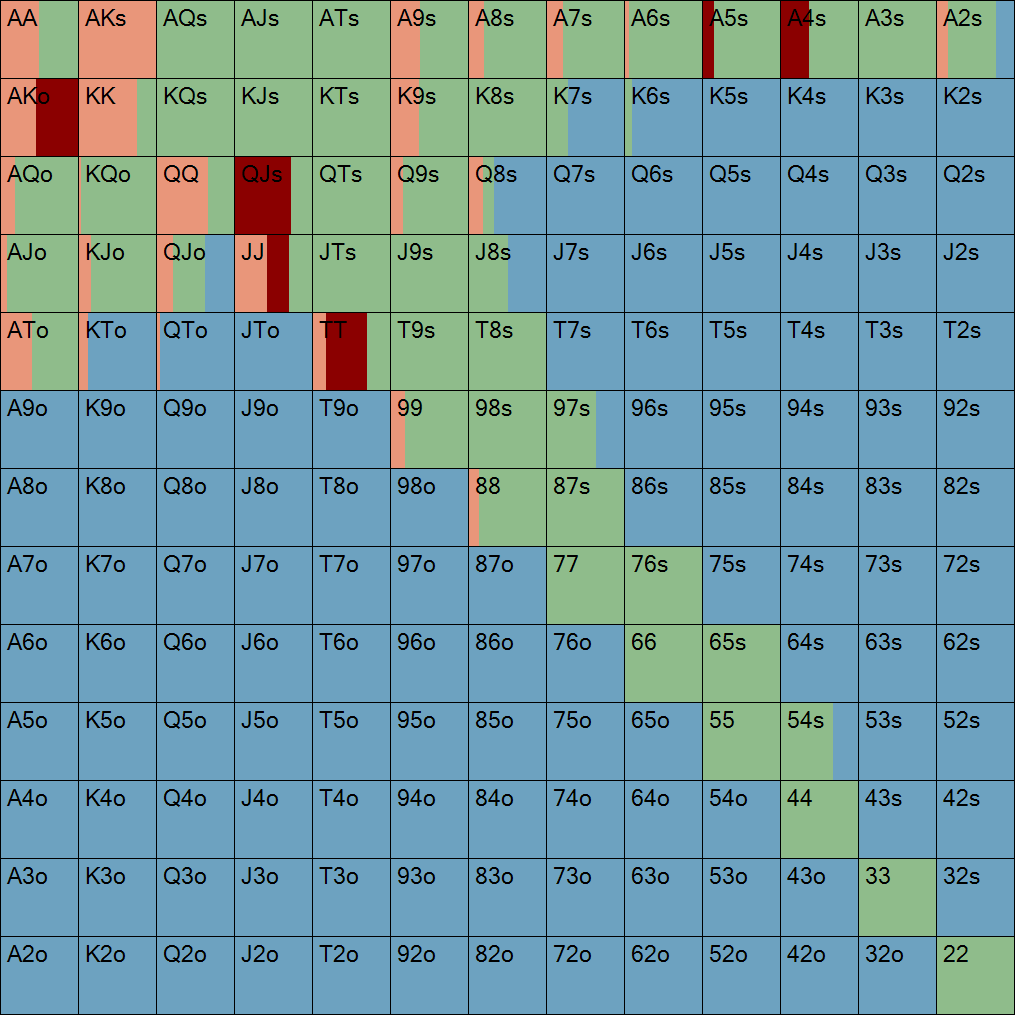 AA AKs AQs AJs ATs A9s A8s A7s A6s A5s A4s A3s A2s
AKo KK KQs KJs KTs K9s K8s K7s K6s K5s K4s K3s K2s
AQo KQo QQ QJs QTs Q9s Q8s Q7s Q6s Q5s Q4s Q3s Q2s
AJo KJo QJo JJ JTs J9s J8s J7s J6s J5s J4s J3s J2s
ATo KTo QTo JTo TT T9s T8s T7s T6s T5s T4s T3s T2s
A9o K9o Q9o J9o T9o 99 98s 97s 96s 95s 94s 93s 92s
A8o K8o Q8o J8o T8o 98o 88 87s 86s 85s 84s 83s 82s
A7o K7o Q7o J7o T7o 97o 87o 77 76s 75s 74s 73s 72s
A6o K6o Q6o J6o T6o 96o 86o 76o 66 65s 64s 63s 62s
A5o K5o Q5o J5o T5o 95o 85o 75o 65o 55 54s 53s 52s
A4o K4o Q4o J4o T4o 94o 84o 74o 64o 54o 44 43s 42s
A3o K3o Q3o J3o T3o 93o 83o 73o 63o 53o 43o 33 32s
A2o K2o Q2o J2o T2o 92o 82o 72o 62o 52o 42o 32o 22